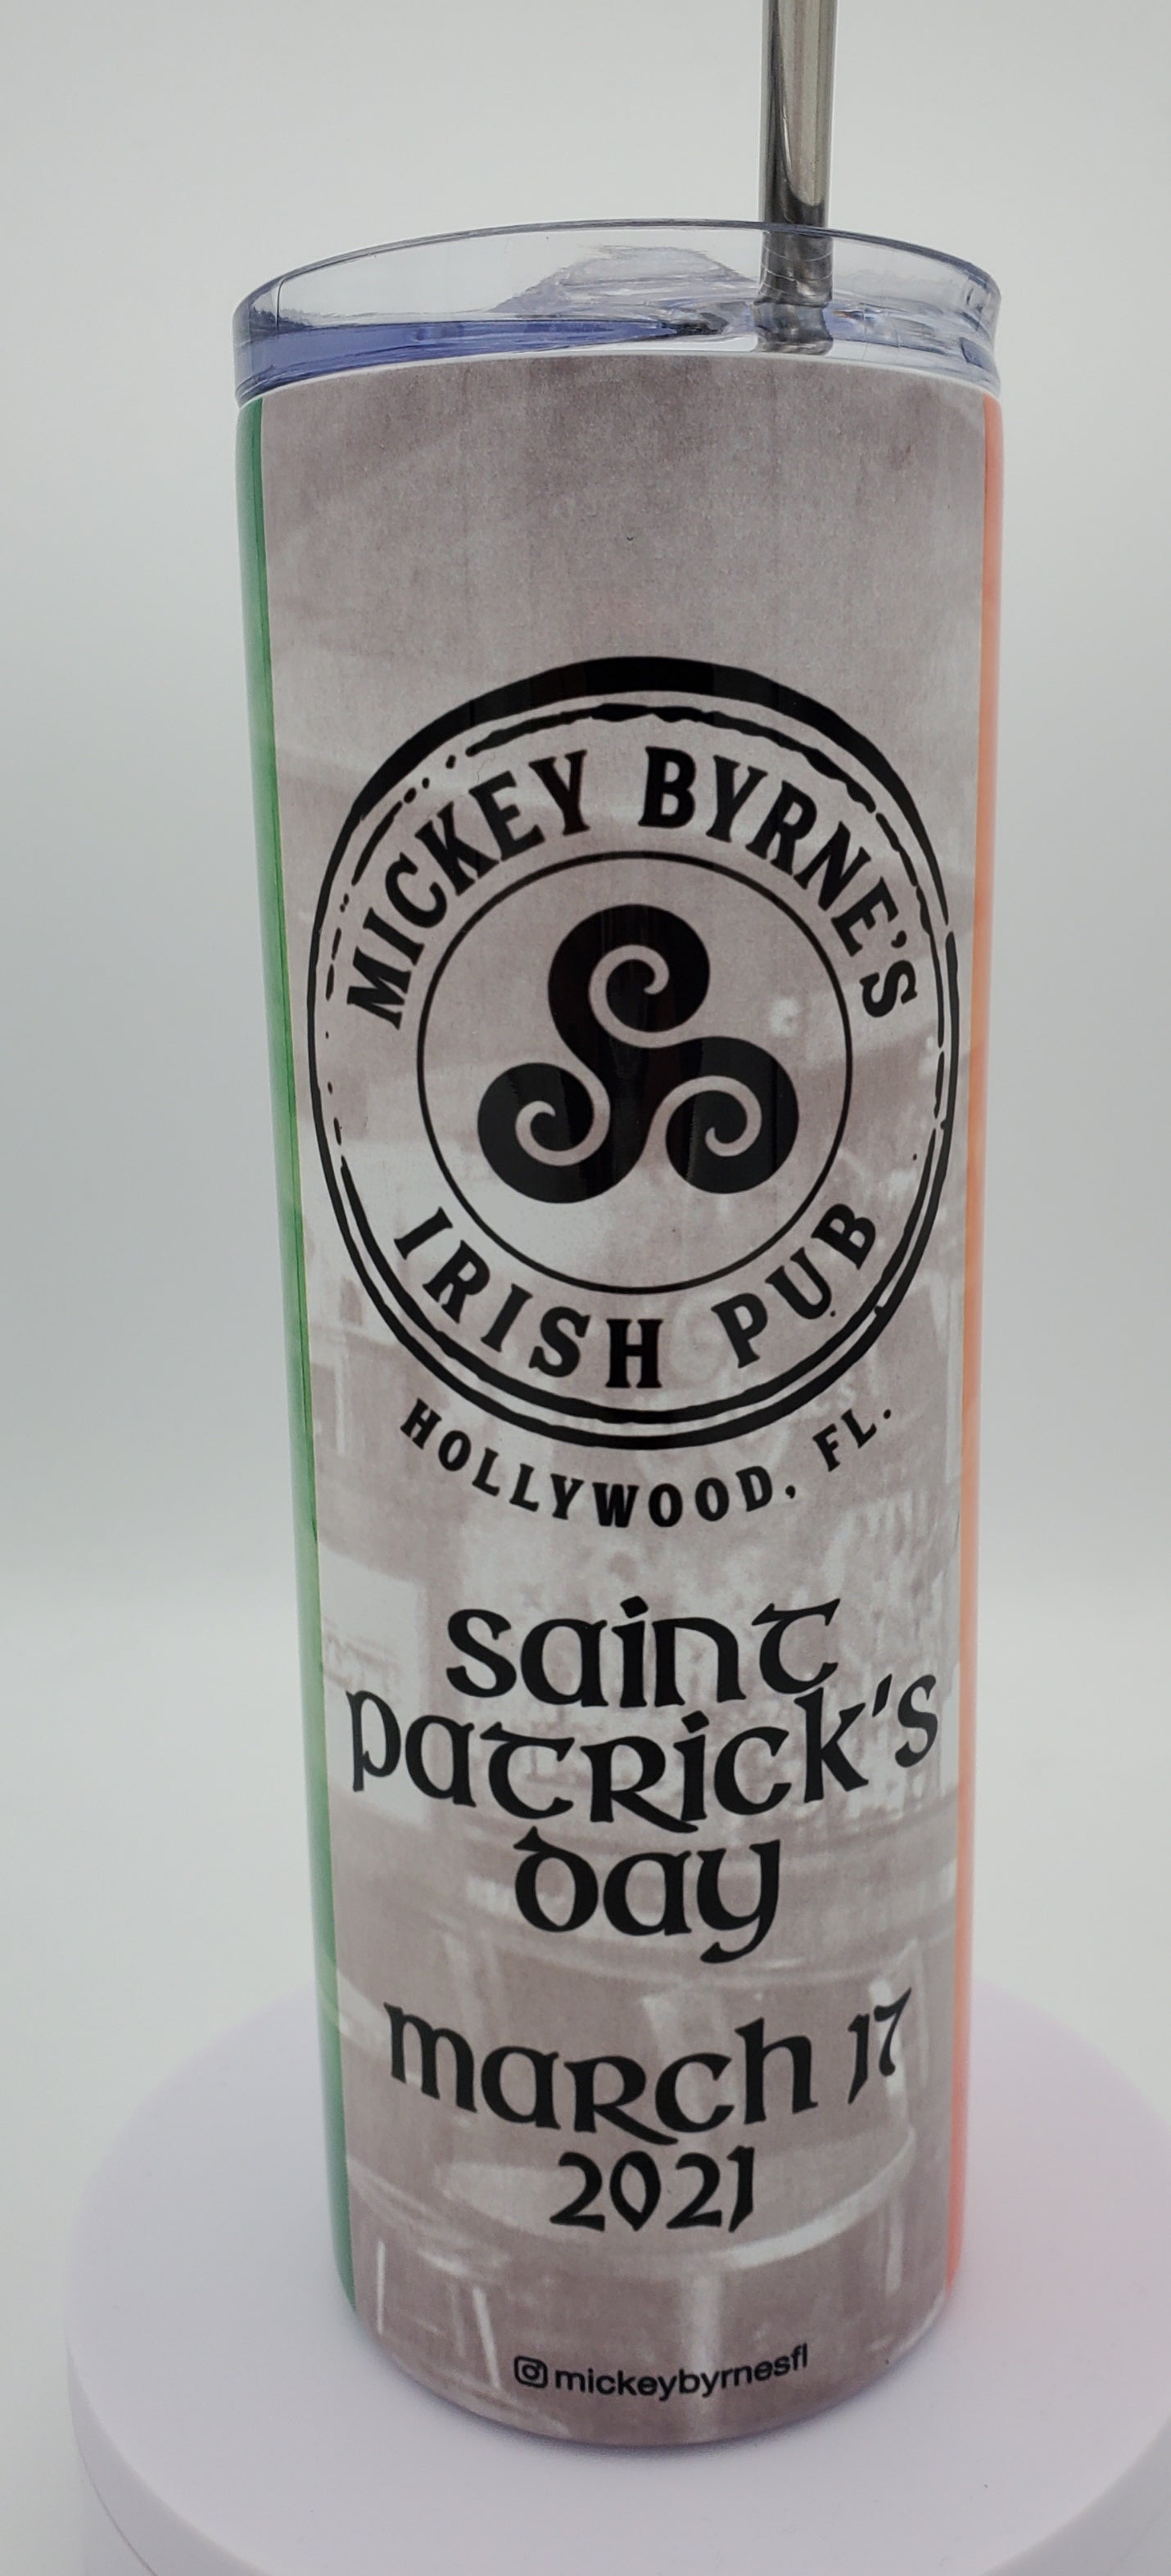 MICKEY BYRNE'S
IRISH PUB
HOLLYWOOD, FL.
saint
patrick's
day
march 17
2021
mickeybyrnesfl